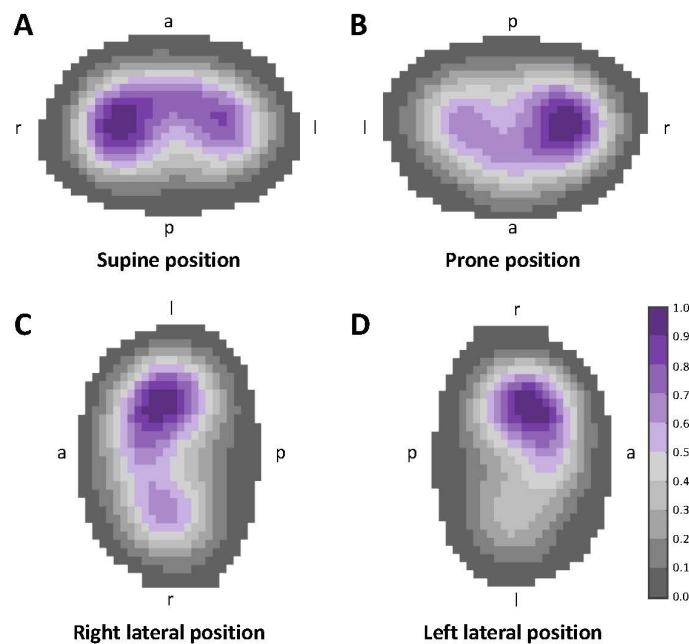 A
a
r
l
p
Supine position
B
p
l
r
a
Prone position
C
l
a
p
r
Right lateral position
D
r
p
a
l
Left lateral position
1.0
0.9
0.8
0.7
0.6
0.5
0.4
0.3
0.2
0.1
0.0